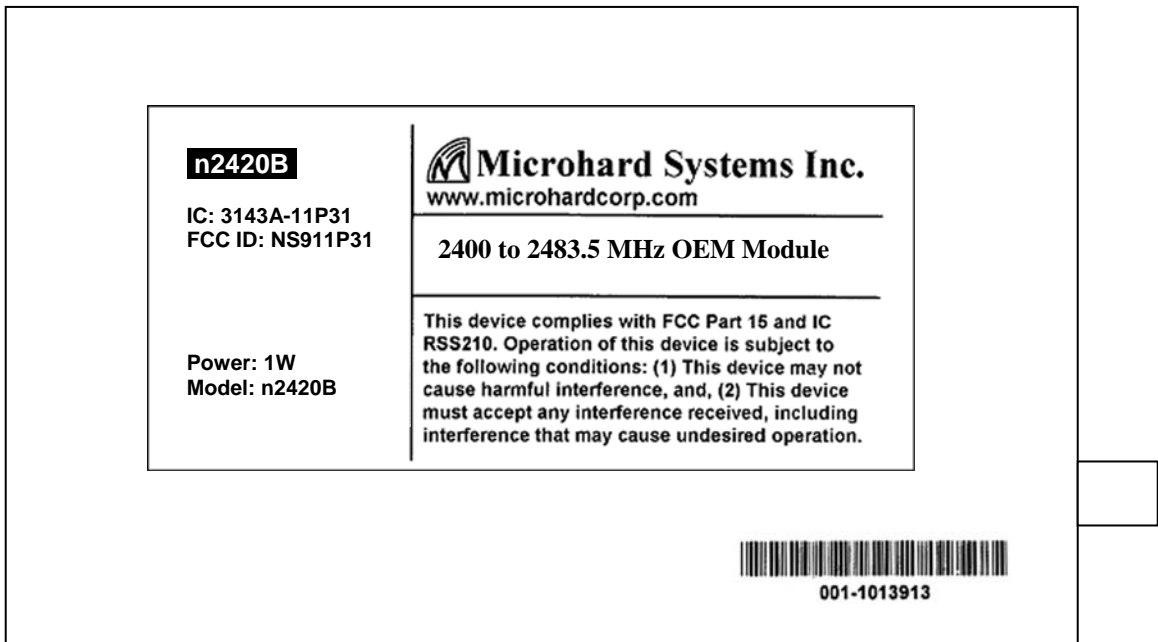 n2420B
IC: 3143A-11P31
FCC ID: NS911P31
Power: 1W
Model: n2420B
Microhard Systems Inc.
www.microhardcorp.com
2400 to 2483.5 MHz OEM Module
This device complies with FCC Part 15 and IC
RSS210. Operation of this device is subject to
the following conditions: (1) This device may not
cause harmful interference, and, (2) This device
must accept any interference received, including
interference that may cause undesired operation.
001-1013913